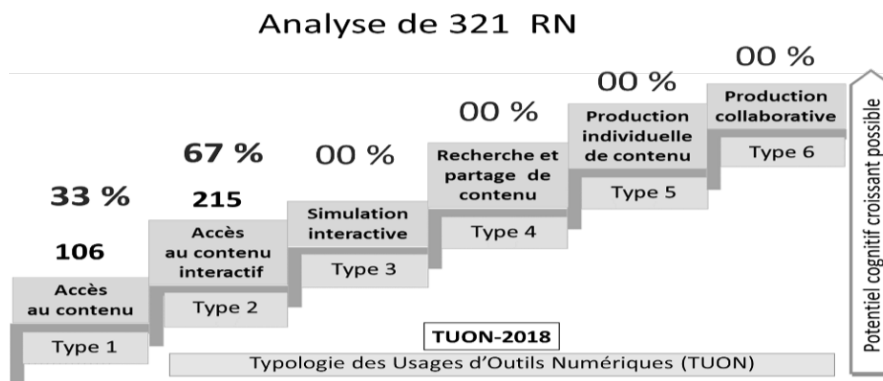 Analyse de 321 RN
33 %
106
Accès
au contenu
Type 1
67 %
215
Accès
au contenu
interactif
Type 2
00 %
Simulation
interactive
Type 3
00 %
Recherche et
partage de
contenu
Type 4
00 %
Production
individuelle
de contenu
Type 5
00 %
Production
collaborative
Type 6
Potentiel cognitif croissant possible
TUON-2018
Typologie des Usages d’Outils Numériques (TUON)